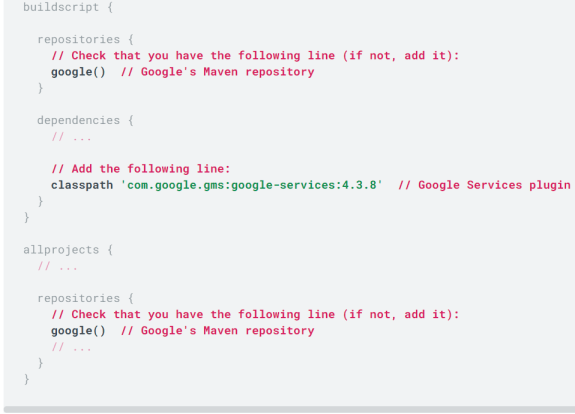 buildscript {
repositories {
// Check that you have the following line (if not, add it):
google()  // Google's Maven repository
}
dependencies {
// ...
// Add the following line:
classpath 'com.google.gms:google-services:4.3.8'  // Google Services plugin
}
}
allprojects {
// ...
repositories {
// Check that you have the following line (if not, add it):
google()  // Google's Maven repository
// ...
}
}